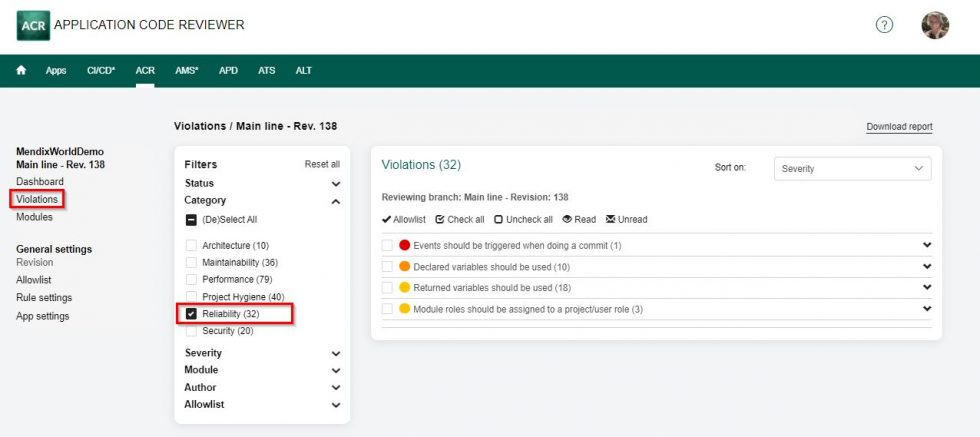 ACR APPLICATION CODE REVIEWER
?
Apps CI/CD* ACR AMS* APD ATS ALT
Violations / Main line - Rev. 138
Download report
MendixWorldDemo
Main line - Rev. 138
Dashboard
Violations
Modules
General settings
Revision
Allowlist
Rule settings
App settings
Filters Reset all
Status
Category
(De)Select All
Architecture (10)
Maintainability (36)
Performance (79)
Project Hygiene (40)
Reliability (32)
Security (20)
Severity
Module
Author
Allowlist
Violations (32)
Sort on: Severity
Reviewing branch: Main line - Revision: 138
Allowlist Check all Uncheck all Read Unread
Events should be triggered when doing a commit (1)
Declared variables should be used (10)
Returned variables should be used (18)
Module roles should be assigned to a project/user role (3)